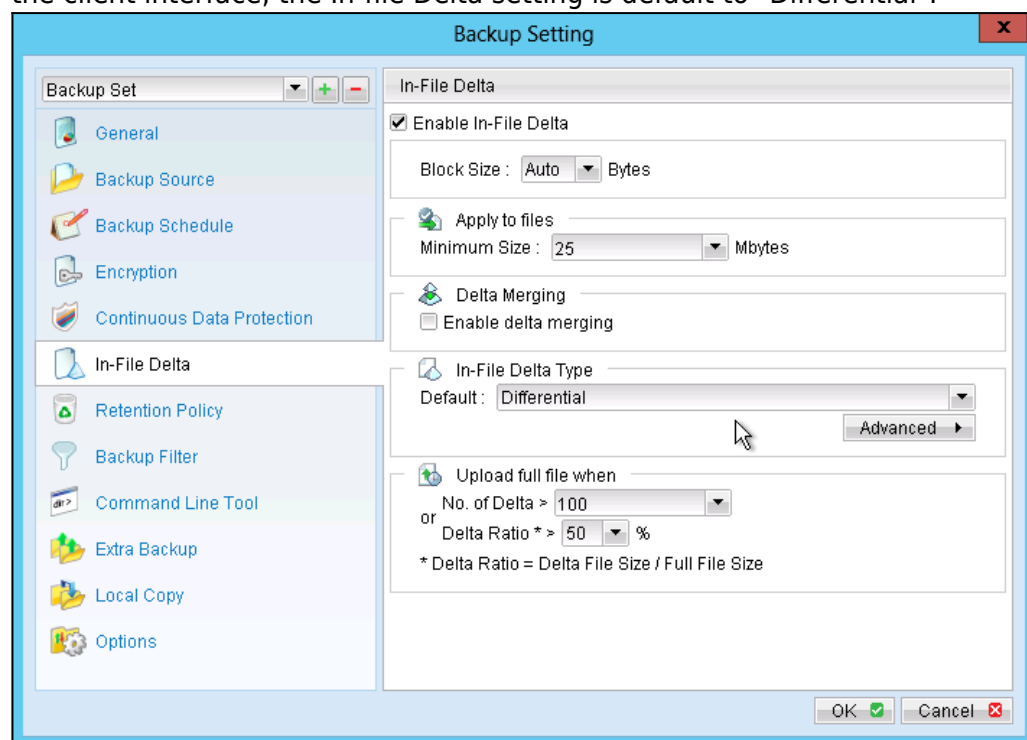 the client interface, the In-file Delta setting is default to "Differential".
Backup Setting
x
Backup Set
+ -
General
Backup Source
Backup Schedule
Encryption
Continuous Data Protection
In-File Delta
Retention Policy
Backup Filter
Command Line Tool
Extra Backup
Local Copy
Options
In-File Delta
Enable In-File Delta
Block Size : Auto Bytes
Apply to files
Minimum Size : 25 Mbytes
Delta Merging
Enable delta merging
In-File Delta Type
Default : Differential
Advanced
Upload full file when
No. of Delta > 100
or
Delta Ratio * > 50 %
* Delta Ratio = Delta File Size / Full File Size
OK Cancel